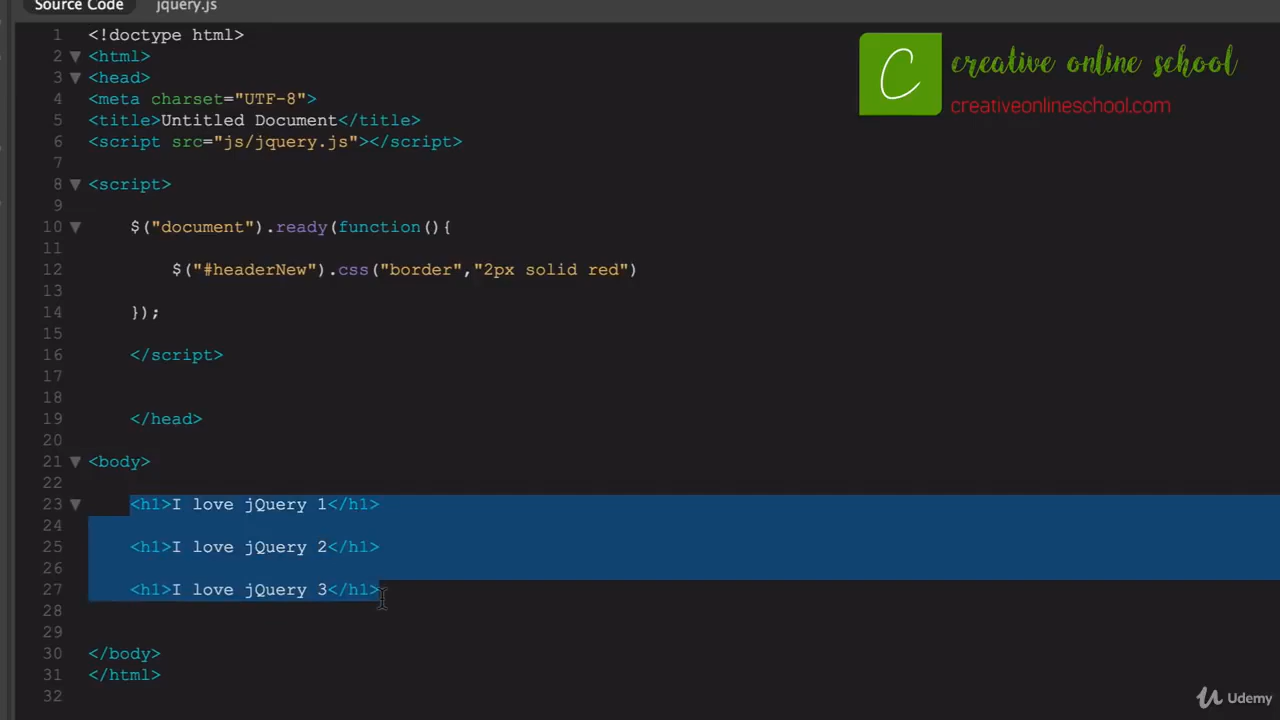 Source Code jquery.js
1 <!doctype html>
2 <html>
3 <head>
4 <meta charset="UTF-8">
5 <title>Untitled Document</title>
6 <script src="js/jquery.js"></script>
7
8 <script>
9
10 $("document").ready(function(){
11
12 $("#headerNew").css("border","2px solid red")
13
14 });
15
16 </script>
17
18
19 </head>
20
21 <body>
22
23 <h1>I love jQuery 1</h1>
24
25 <h1>I love jQuery 2</h1>
26
27 <h1>I love jQuery 3</h1>
28
29
30 </body>
31 </html>
32
C creative online school
creativeonlineschool.com
Udemy